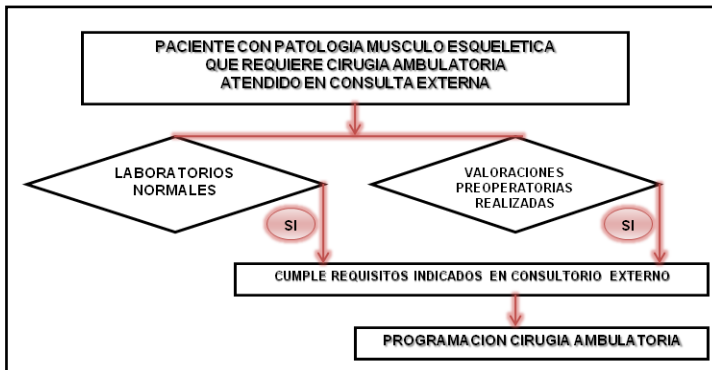 PACIENTE CON PATOLOGIA MUSCULO ESQUELETICA
QUE REQUIERE CIRUGIA AMBULATORIA
ATENDIDO EN CONSULTA EXTERNA
LABORATORIOS
NORMALES
VALORACIONES
PREOPERATORIAS
REALIZADAS
SI
SI
CUMPLE REQUISITOS INDICADOS EN CONSULTORIO EXTERNO
PROGRAMACION CIRUGIA AMBULATORIA